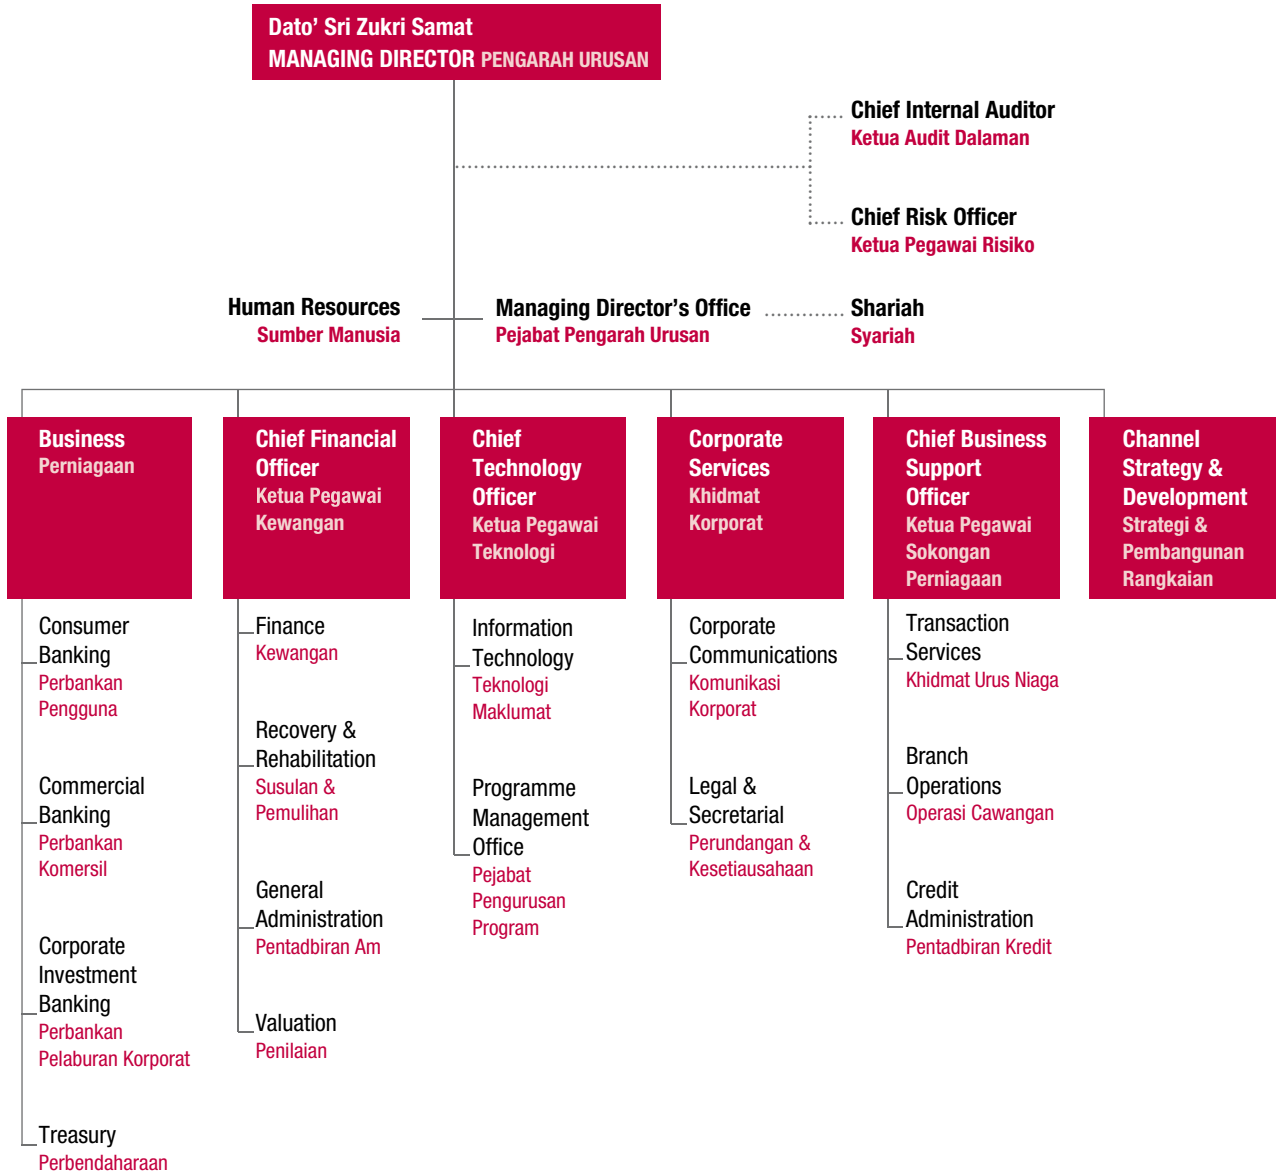 Dato' Sri Zukri Samat
MANAGING DIRECTOR PENGARAH URUSAN
Chief Internal Auditor
Ketua Audit Dalaman
Chief Risk Officer
Ketua Pegawai Risiko
Human Resources
Sumber Manusia
Managing Director's Office
Pejabat Pengarah Urusan
Shariah
Syariah
Business
Perniagaan
Chief Financial
Officer
Ketua Pegawai
Kewangan
Chief
Technology
Officer
Ketua Pegawai
Teknologi
Corporate
Services
Khidmat
Korporat
Chief Business
Support
Officer
Ketua Pegawai
Sokongan
Perniagaan
Channel
Strategy &
Development
Strategi &
Pembangunan
Rangkaian
Consumer
Banking
Perbankan
Pengguna
Commercial
Banking
Perbankan
Komersil
Corporate
Investment
Banking
Perbankan
Pelaburan Korporat
Treasury
Perbendaharaan
Finance
Kewangan
Recovery &
Rehabilitation
Susulan &
Pemulihan
General
Administration
Pentadbiran Am
Valuation
Penilaian
Information
Technology
Teknologi
Maklumat
Programme
Management
Office
Pejabat
Pengurusan
Program
Corporate
Communications
Komunikasi
Korporat
Legal &
Secretarial
Perundangan &
Kesetiausahaan
Transaction
Services
Khidmat Urus Niaga
Branch
Operations
Operasi Cawangan
Credit
Administration
Pentadbiran Kredit